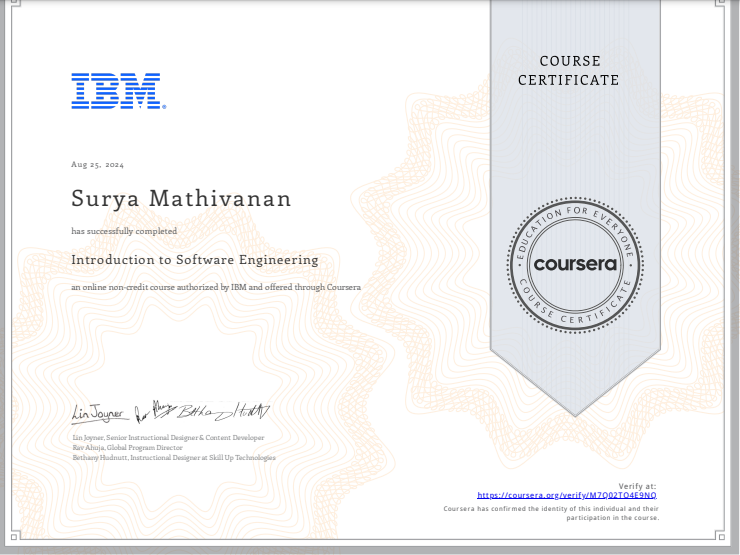 IBM®
COURSE
CERTIFICATE
Aug 25, 2024
Surya Mathivanan
has successfully completed
Introduction to Software Engineering
an online non-credit course authorized by IBM and offered through Coursera
EDUCATION FOR EVERYONE
coursera
COURSE CERTIFICATE
Lin Joyner
Lin Joyner, Senior Instructional Designer & Content Developer
Rav Ahuja, Global Program Director
Bethany Hudnutt, Instructional Designer at Skill Up Technologies
Verify at:
https://coursera.org/verify/M7Q02TO4E9NQ
Coursera has confirmed the identity of this individual and their
participation in the course.